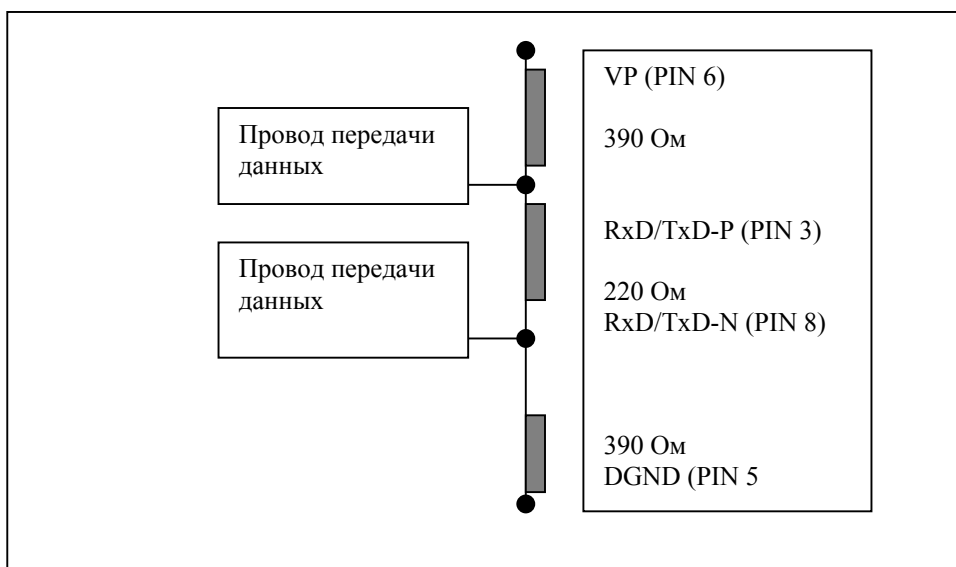 VP (PIN 6)
Провод передачи
данных
390 Ом
RxD/TxD-P (PIN 3)
Провод передачи
данных
220 Ом
RxD/TxD-N (PIN 8)
390 Ом
DGND (PIN 5